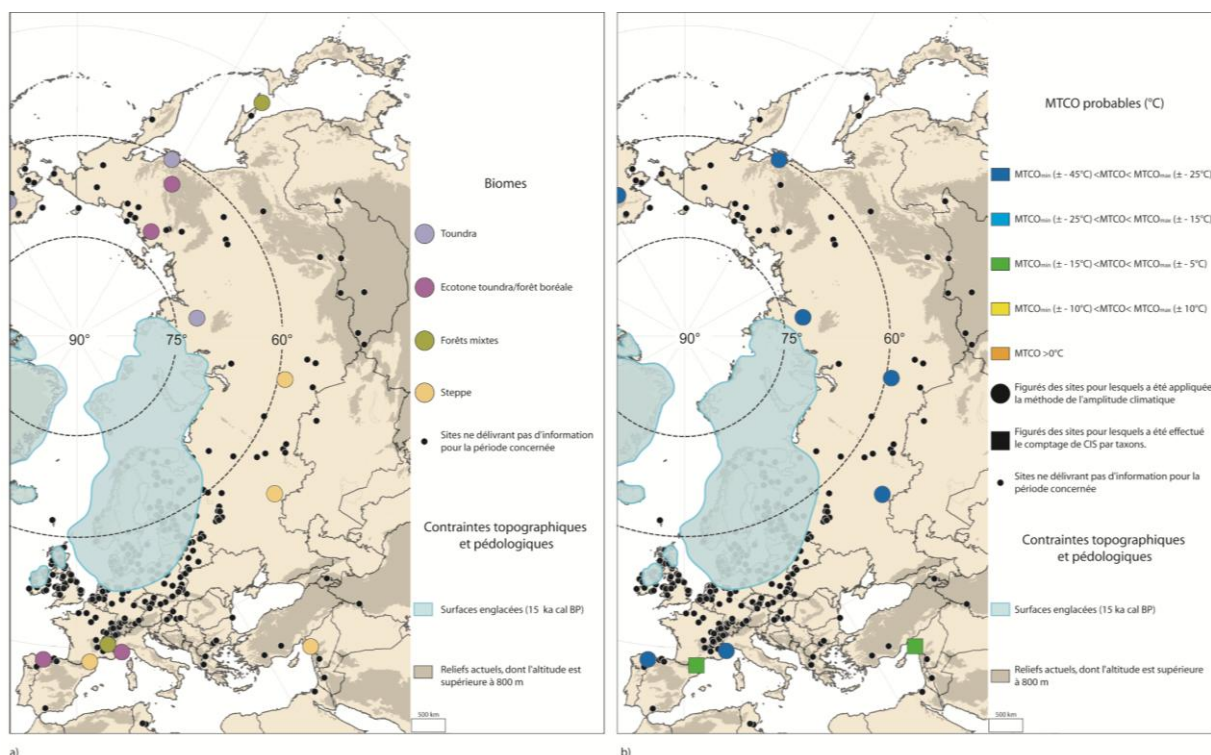 90°
75°
60°
Biomes
Toundra
Ecotone toundra/forêt boréale
Forêts mixtes
Steppe
Sites ne délivrant pas d'information
pour la période concernée
Contraintes topographiques
et pédologiques
Surfaces englacées (15 ka cal BP)
Reliefs actuels, dont l'altitude est
supérieure à 800 m
500 km
a)
90°
75°
60°
MTCO probables (°C)
MTCOmin (± - 45°C) <MTCO< MTCOmax (± - 25°C)
MTCOmin (± - 25°C) <MTCO< MTCOmax (± - 15°C)
MTCOmin (± - 15°C) <MTCO< MTCOmax (± - 5°C)
MTCOmin (± - 10°C) <MTCO< MTCOmax (± 10°C)
MTCO >0°C
Figurés des sites pour lesquels a été appliquée
la méthode de l'amplitude climatique
Figurés des sites pour lesquels a été effectué
le comptage de CIS par taxons.
Sites ne délivrant pas d'information pour la
période concernée
Contraintes topographiques
et pédologiques
Surfaces englacées (15 ka cal BP)
Reliefs actuels, dont l'altitude est supérieure
à 800 m
500 km
b)